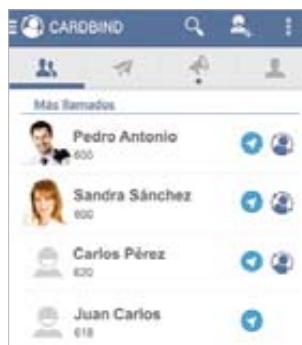 CARDBIND
Más llamados
Pedro Antonio
600
Sandra Sánchez
600
Carlos Pérez
620
Juan Carlos
618